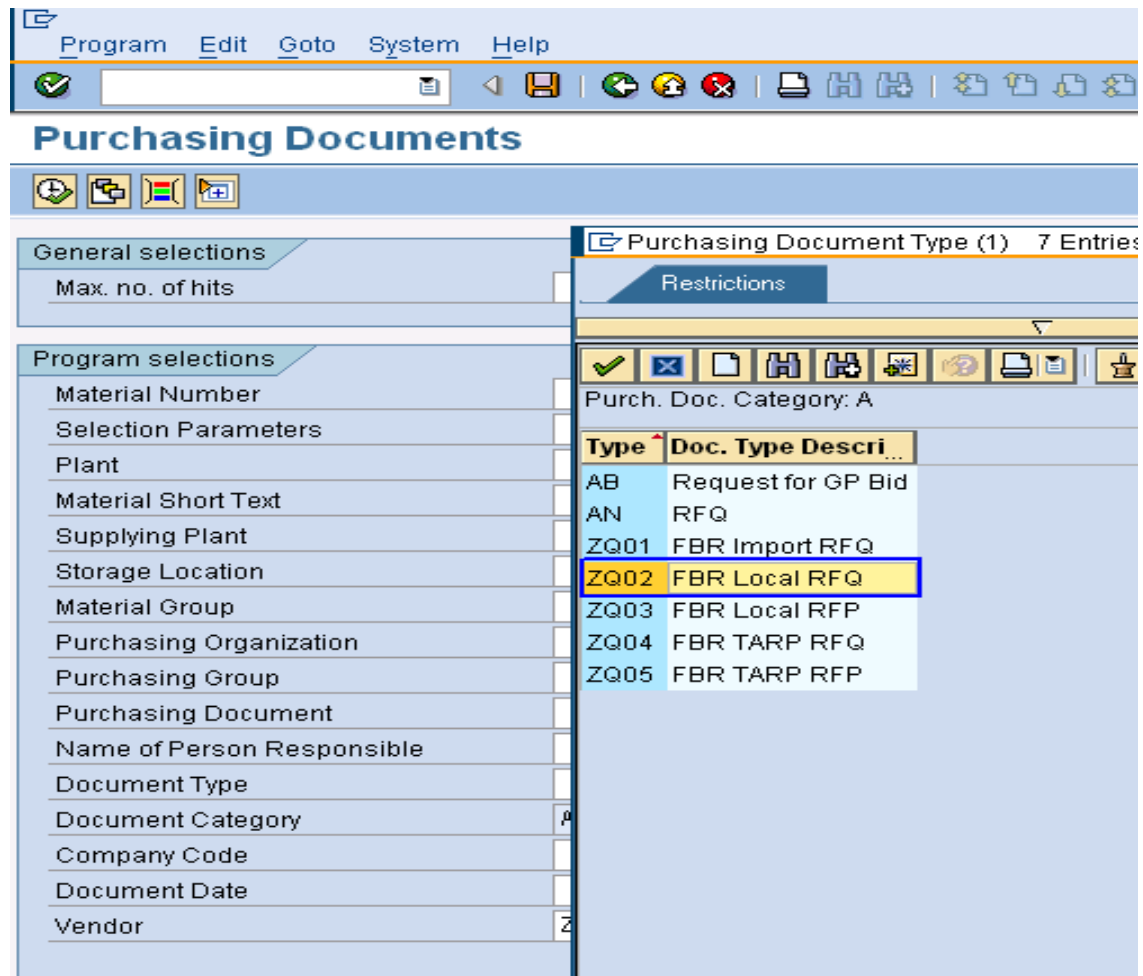 Program Edit Goto System Help
Purchasing Documents
General selections
Max. no. of hits
Program selections
Material Number
Selection Parameters
Plant
Material Short Text
Supplying Plant
Storage Location
Material Group
Purchasing Organization
Purchasing Group
Purchasing Document
Name of Person Responsible
Document Type
Document Category A
Company Code
Document Date
Vendor Z
Purchasing Document Type (1) 7 Entries
Restrictions
Purch. Doc. Category: A
Type Doc. Type Descri...
AB Request for GP Bid
AN RFQ
ZQ01 FBR Import RFQ
ZQ02 FBR Local RFQ
ZQ03 FBR Local RFP
ZQ04 FBR TARP RFQ
ZQ05 FBR TARP RFP